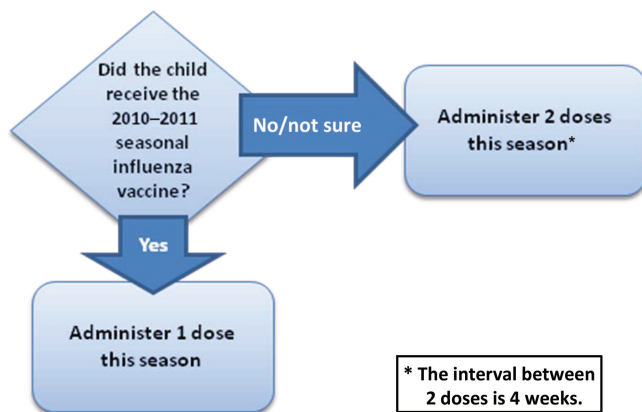 Did the child
receive the
2010–2011
seasonal
influenza
vaccine?
No/not sure
Administer 2 doses
this season*
Yes
Administer 1 dose
this season
* The interval between
2 doses is 4 weeks.